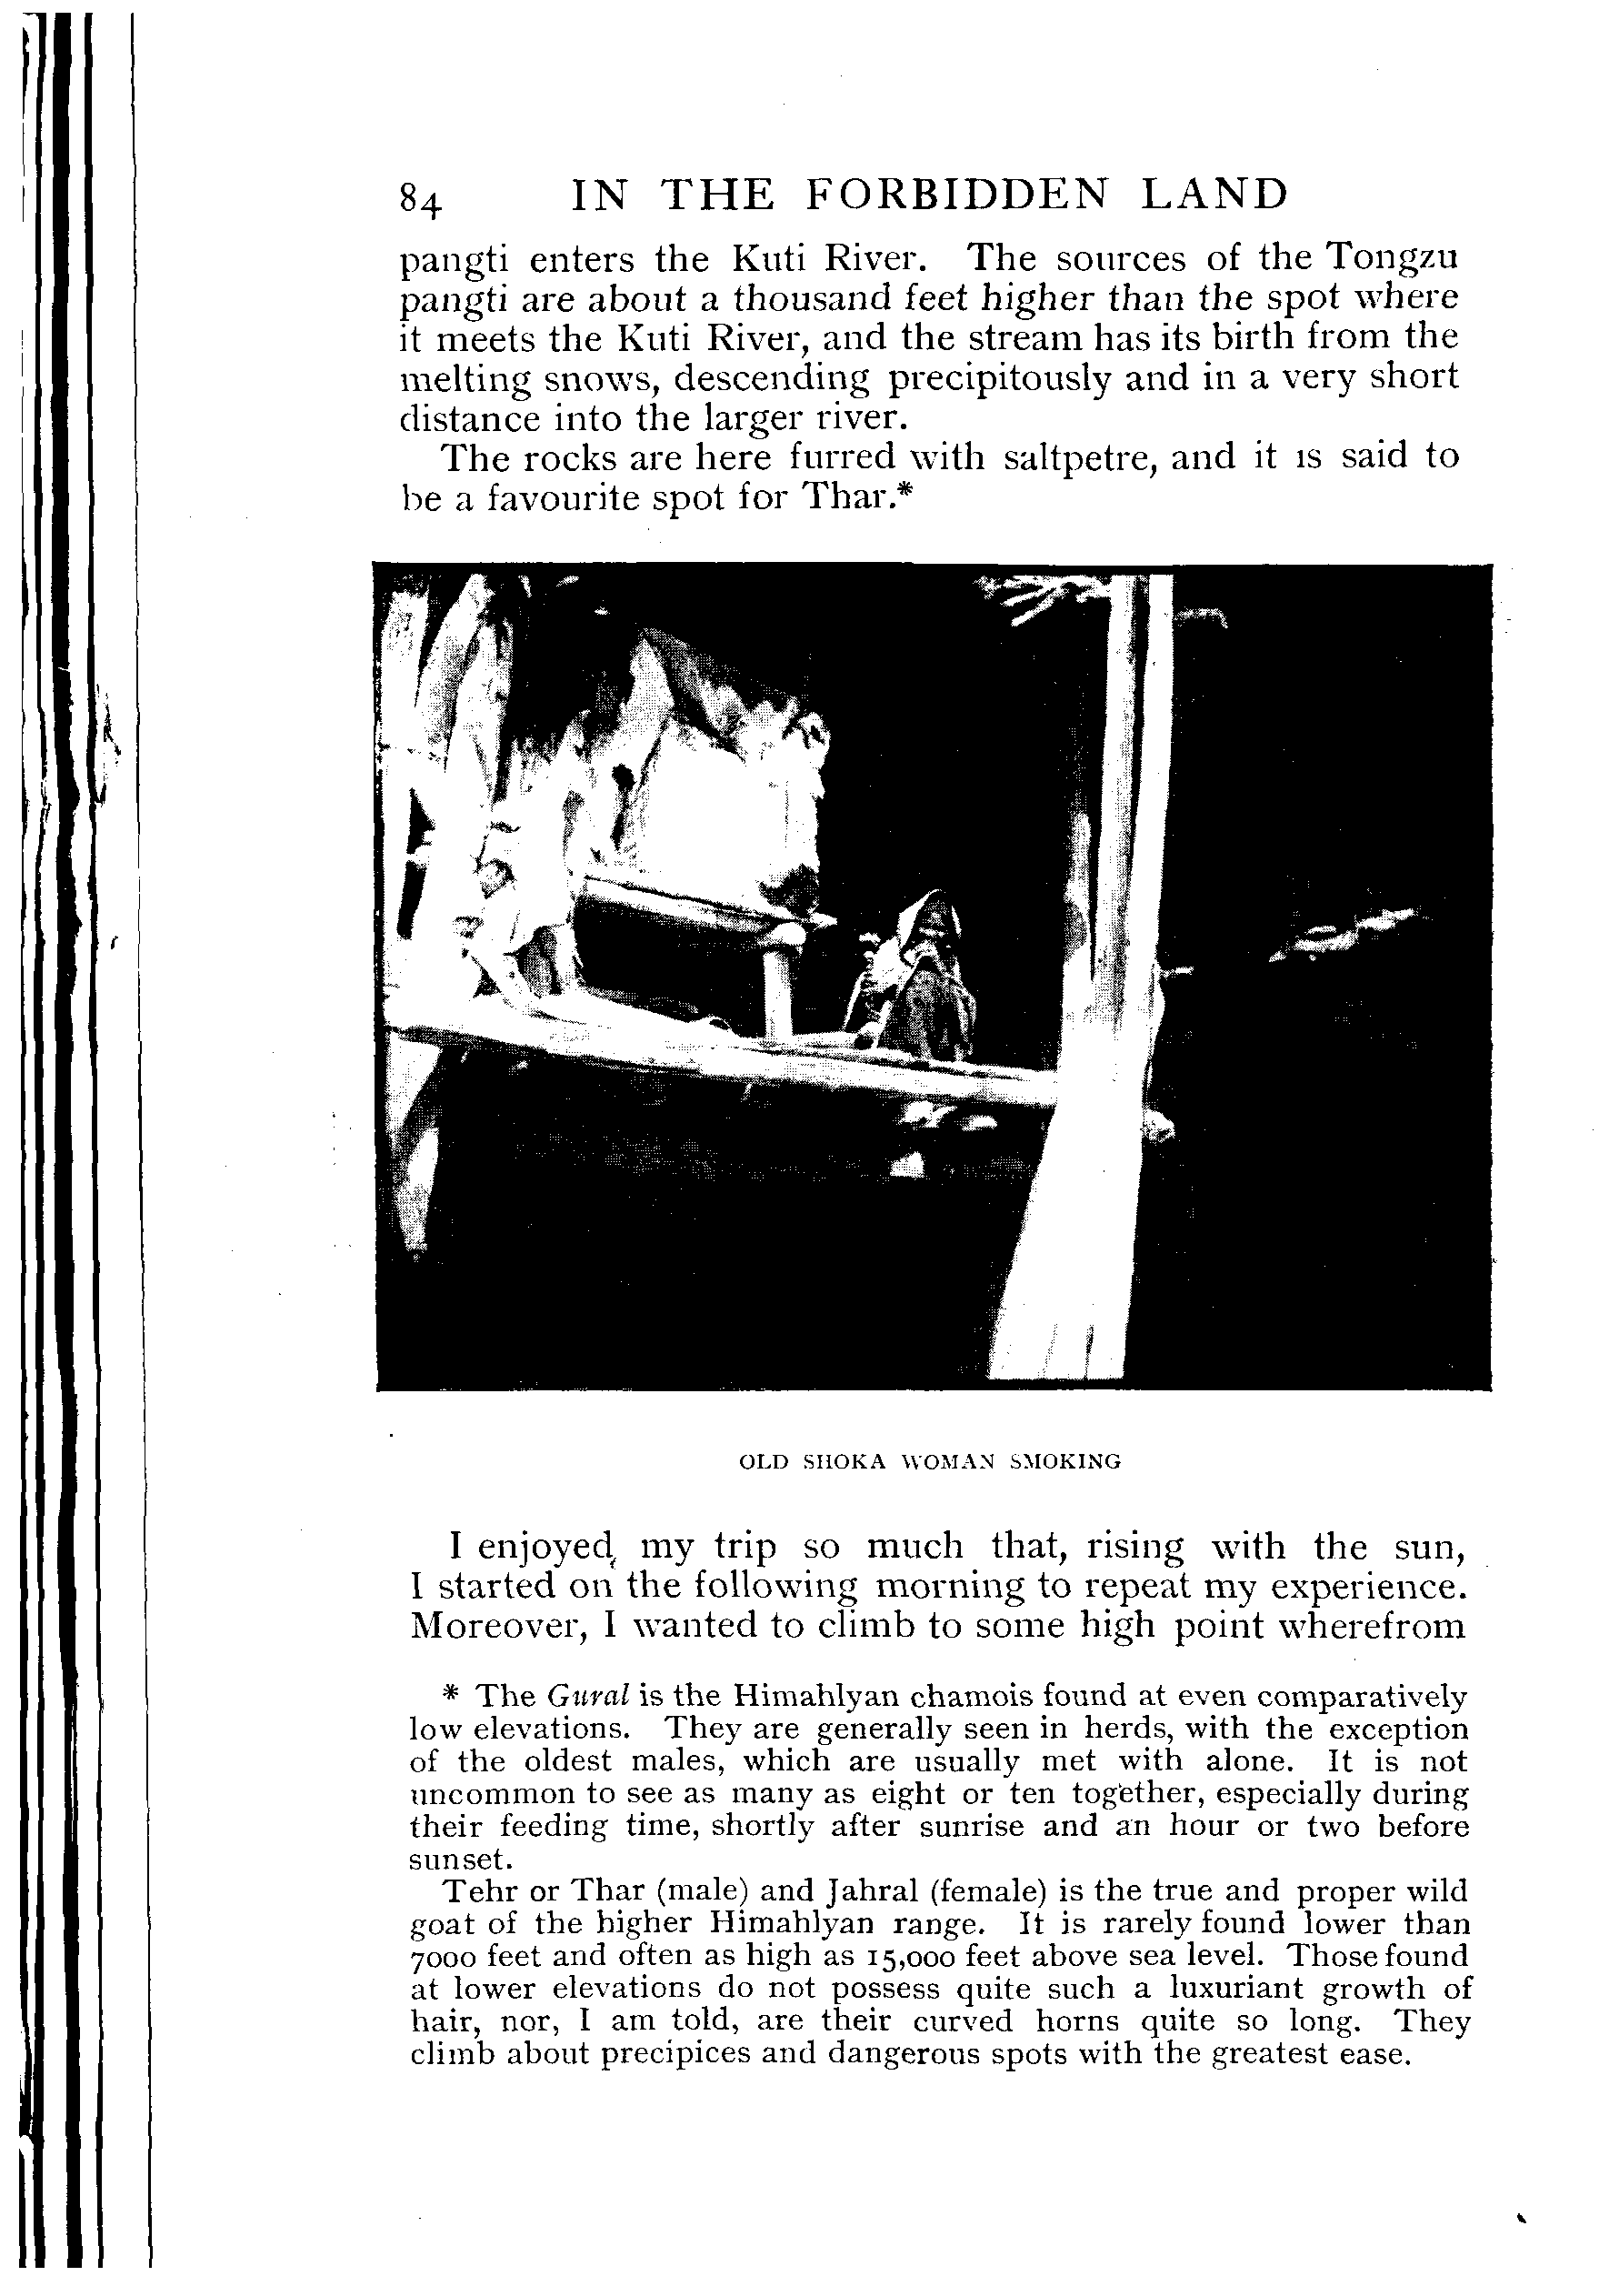 84 IN THE FORBIDDEN LAND
pangti enters the Kuti River. The sources of the Tongzu
pangti are about a thousand feet higher than the spot where
it meets the Kuti River, and the stream has its birth from the
melting snows, descending precipitously and in a very short
distance into the larger river.
The rocks are here furred with saltpetre, and it is said to
be a favourite spot for Thar.*
OLD SHOKA WOMAN SMOKING
I enjoyed my trip so much that, rising with the sun,
I started on the following morning to repeat my experience.
Moreover, I wanted to climb to some high point wherefrom
* The Gural is the Himahlyan chamois found at even comparatively
low elevations. They are generally seen in herds, with the exception
of the oldest males, which are usually met with alone. It is not
uncommon to see as many as eight or ten together, especially during
their feeding time, shortly after sunrise and an hour or two before
sunset.
Tehr or Thar (male) and Jahral (female) is the true and proper wild
goat of the higher Himahlyan range. It is rarely found lower than
7000 feet and often as high as 15,000 feet above sea level. Those found
at lower elevations do not possess quite such a luxuriant growth of
hair, nor, I am told, are their curved horns quite so long. They
climb about precipices and dangerous spots with the greatest ease.